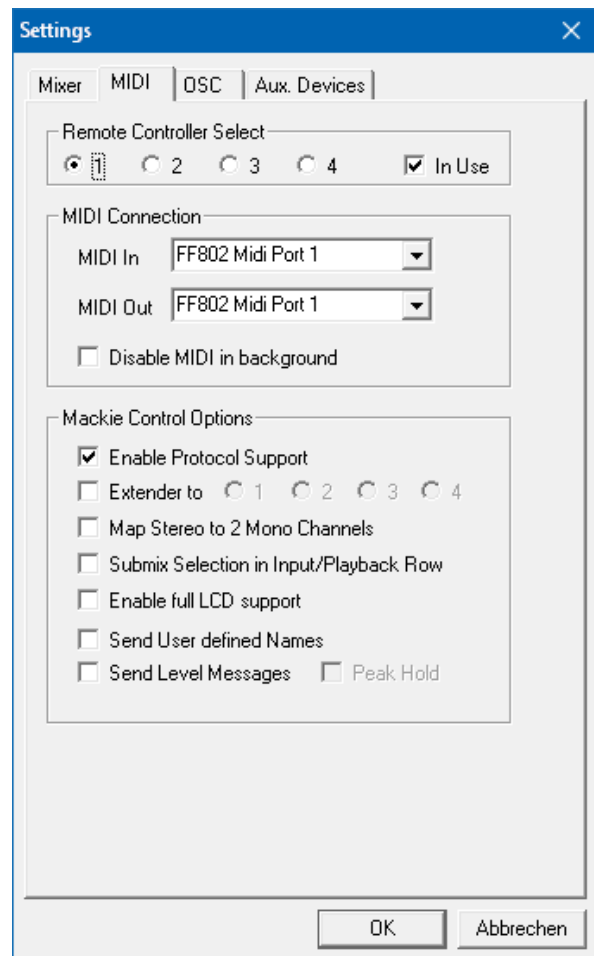 Settings
Mixer MIDI OSC Aux. Devices
Remote Controller Select
1 2 3 4 In Use
MIDI Connection
MIDI In FF802 Midi Port 1
MIDI Out FF802 Midi Port 1
Disable MIDI in background
Mackie Control Options
Enable Protocol Support
Extender to 1 2 3 4
Map Stereo to 2 Mono Channels
Submix Selection in Input/Playback Row
Enable full LCD support
Send User defined Names
Send Level Messages Peak Hold
OK Abbrechen